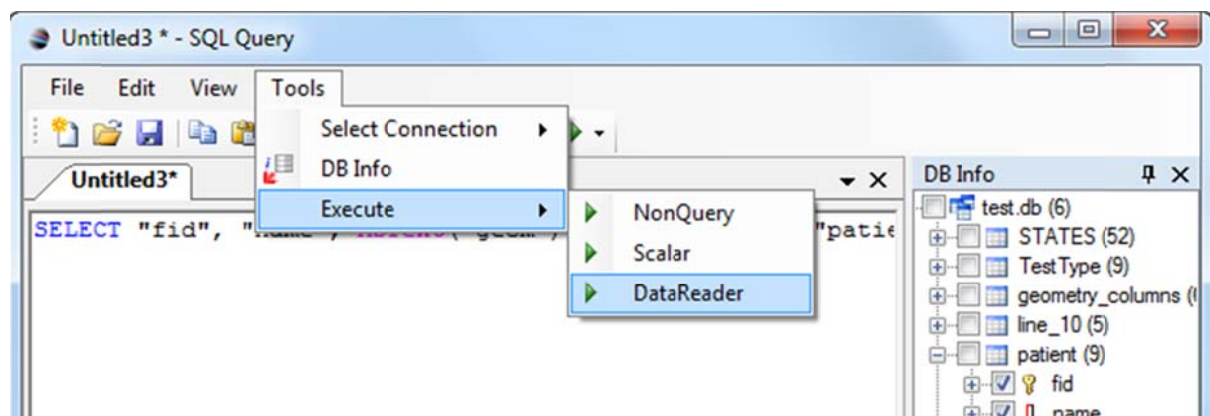 Untitled3 * - SQL Query
File Edit View Tools
Select Connection
DB Info
Execute
NonQuery
Scalar
DataReader
Untitled3*
SELECT "fid",
"patie
DB Info
test.db (6)
STATES (52)
TestType (9)
geometry_columns
line_10 (5)
patient (9)
fid
name